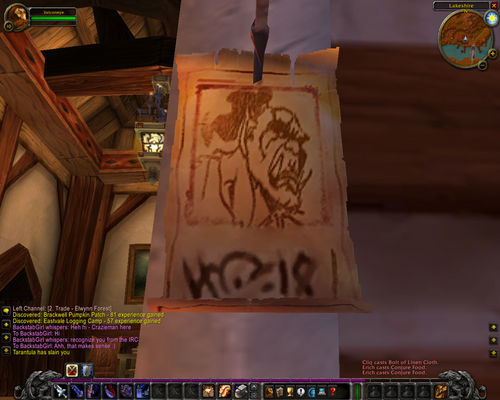 Falconeye
Lakeshire
Left Channel: [2. Trade - Elwynn Forest]
Discovered: Brackwell Pumpkin Patch - 81 experience gained
Discovered: Eastvale Logging Camp - 57 experience gained
BackstabGirl whispers: Heh hi - Crazieman here
To BackstabGirl: Hi
BackstabGirl whispers: recognize you from the IRC
To BackstabGirl: Ahh, that makes sense :)
Tarantula has slain you
Cliq casts Bolt of Linen Cloth.
Erich casts Conjure Food.
Erich casts Conjure Food.